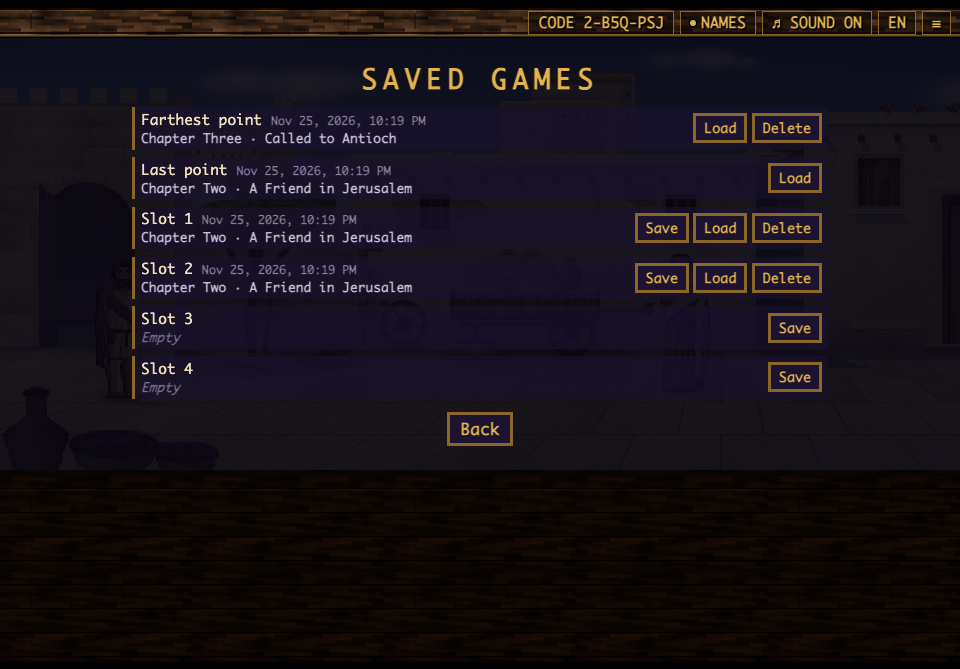 CODE 2-B5Q-PSJ
• NAMES
♬ SOUND ON
EN
≡
SAVED GAMES
Farthest point Nov 25, 2026, 10:19 PM
Chapter Three · Called to Antioch
Load Delete
Last point Nov 25, 2026, 10:19 PM
Chapter Two · A Friend in Jerusalem
Load
Slot 1 Nov 25, 2026, 10:19 PM
Chapter Two · A Friend in Jerusalem
Save Load Delete
Slot 2 Nov 25, 2026, 10:19 PM
Chapter Two · A Friend in Jerusalem
Save Load Delete
Slot 3
Empty
Save
Slot 4
Empty
Save
Back